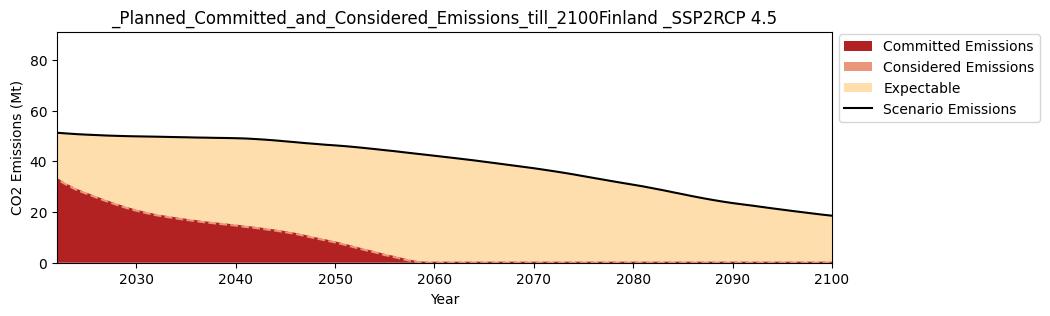 _Planned_Committed_and_Considered_Emissions_till_2100Finland _SSP2RCP 4.5
CO2 Emissions (Mt)
80
60
40
20
0
2030 2040 2050 2060 2070 2080 2090 2100
Year
Committed Emissions
Considered Emissions
Expectable
Scenario Emissions